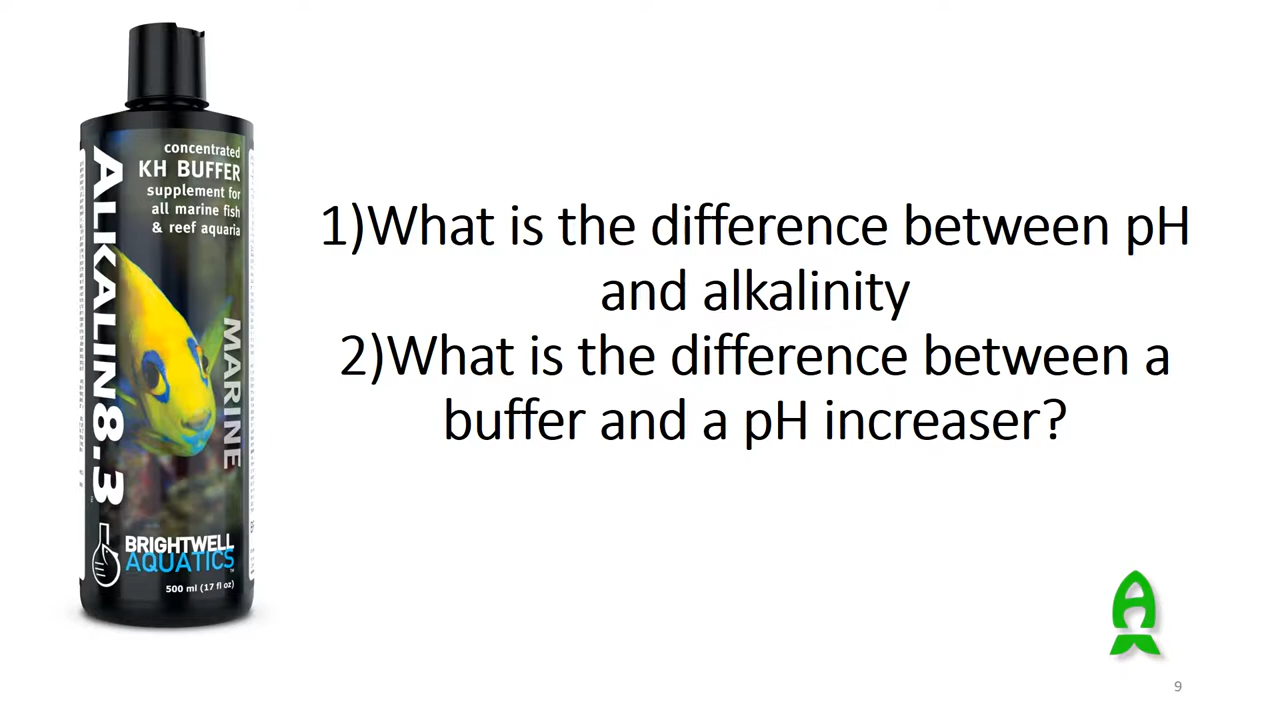 concentrated
KH BUFFER
supplement for
all marine fish
& reef aquaria
ALKALIN8.3
MARINE
BRIGHTWELL
AQUATICS
500 ml (17 fl oz)
1)What is the difference between pH
and alkalinity
2)What is the difference between a
buffer and a pH increaser?
9